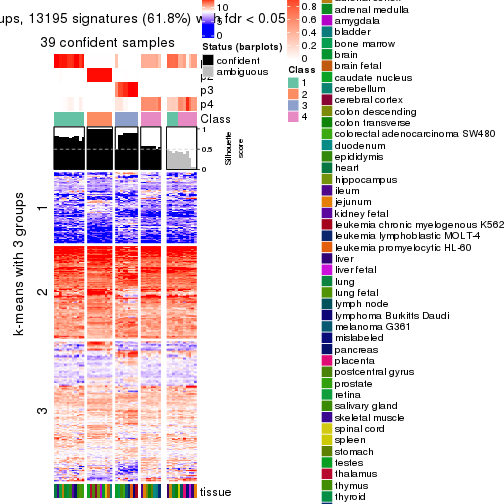 ups, 13195 signatures (61.8%) with fdr < 0.05
39 confident samples
p3
p4
Class
1
0.5
0
Silhouette
score
k-means with 3 groups
1
2
3
tissue
10
5
0
Status (barplots)
confident
ambiguous
0.8
0.6
0.4
0.2
0
Class
1
2
3
4
adrenal medulla
amygdala
bladder
bone marrow
brain
brain fetal
caudate nucleus
cerebellum
cerebral cortex
colon descending
colon transverse
colorectal adenocarcinoma SW480
duodenum
epididymis
heart
hippocampus
ileum
jejunum
kidney fetal
leukemia chronic myelogenous K562
leukemia lymphoblastic MOLT-4
leukemia promyelocytic HL-60
liver
liver fetal
lung
lung fetal
lymph node
lymphoma Burkitts Daudi
melanoma G361
mislabeled
pancreas
placenta
postcentral gyrus
prostate
retina
salivary gland
skeletal muscle
spinal cord
spleen
stomach
testes
thalamus
thymus
thyroid